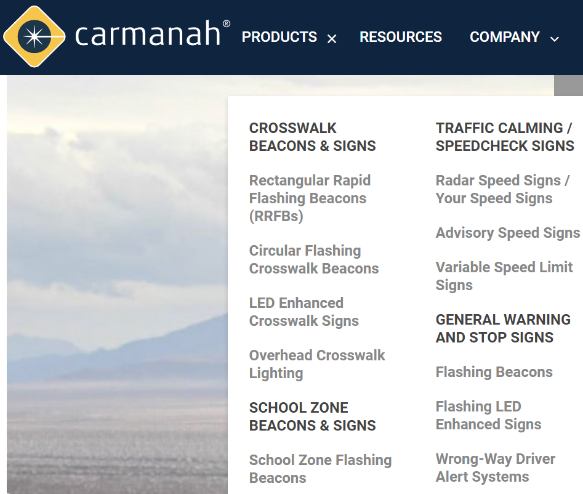 carmanah®
PRODUCTS
RESOURCES
COMPANY
CROSSWALK
BEACONS & SIGNS
Rectangular Rapid
Flashing Beacons
(RRFBs)
Circular Flashing
Crosswalk Beacons
LED Enhanced
Crosswalk Signs
Overhead Crosswalk
Lighting
SCHOOL ZONE
BEACONS & SIGNS
School Zone Flashing
Beacons
TRAFFIC CALMING /
SPEEDCHECK SIGNS
Radar Speed Signs /
Your Speed Signs
Advisory Speed Signs
Variable Speed Limit
Signs
GENERAL WARNING
AND STOP SIGNS
Flashing Beacons
Flashing LED
Enhanced Signs
Wrong-Way Driver
Alert Systems